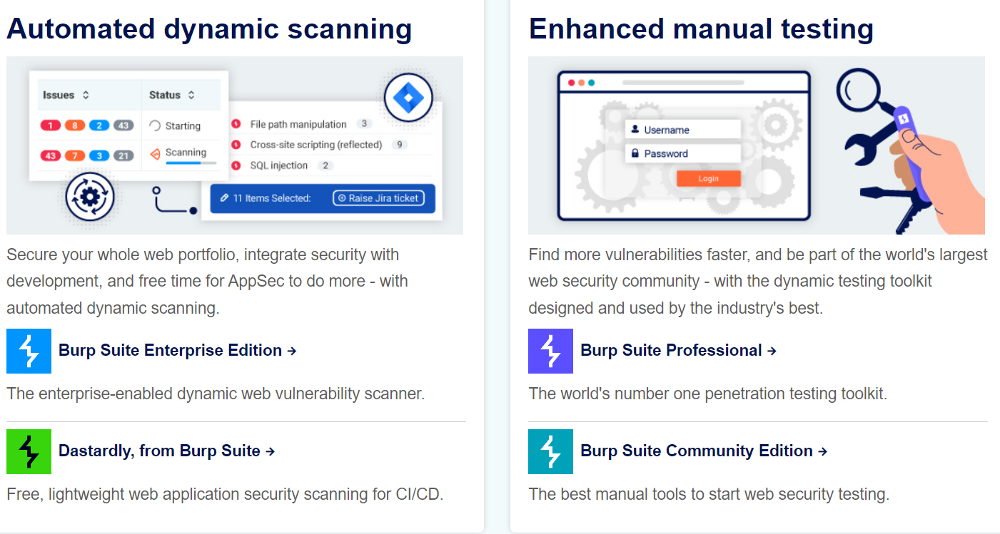 Automated dynamic scanning
Issues Status
1 8 2 43 Starting
43 7 3 21 Scanning
File path manipulation 3
Cross-site scripting (reflected) 9
SQL injection 2
11 Items Selected: Raise Jira ticket
Secure your whole web portfolio, integrate security with
development, and free time for AppSec to do more - with
automated dynamic scanning.
Burp Suite Enterprise Edition →
The enterprise-enabled dynamic web vulnerability scanner.
Dastardly, from Burp Suite →
Free, lightweight web application security scanning for CI/CD.
Enhanced manual testing
Username
Password
Login
Find more vulnerabilities faster, and be part of the world's largest
web security community - with the dynamic testing toolkit
designed and used by the industry's best.
Burp Suite Professional →
The world's number one penetration testing toolkit.
Burp Suite Community Edition →
The best manual tools to start web security testing.